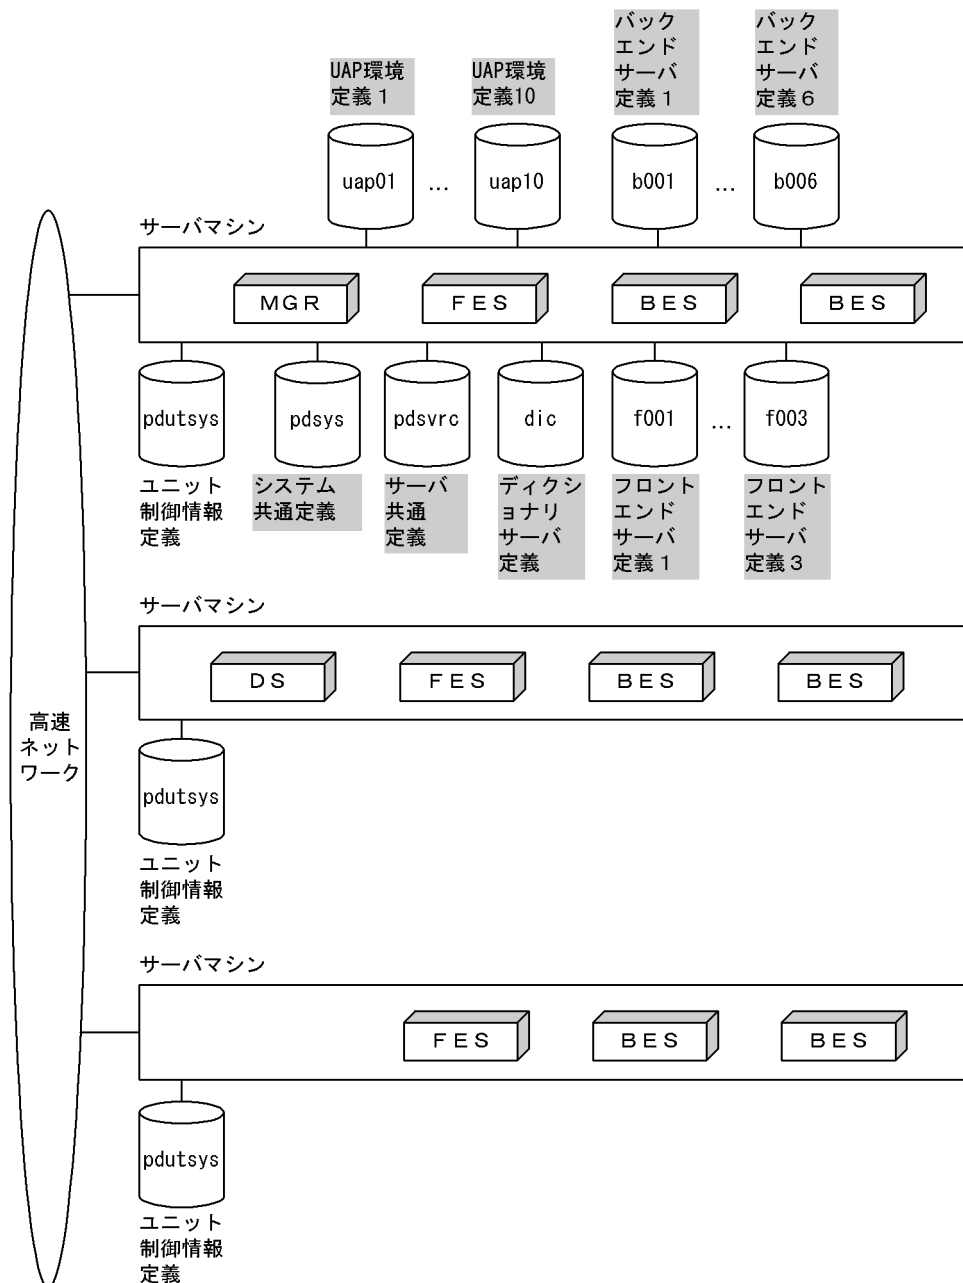 バック
エンド
サーバ
定義1
バック
エンド
サーバ
定義6
UAP環境
定義1
UAP環境
定義10
uap01
...
uap10
b001
...
b006
サーバマシン
MGR
FES
BES
BES
pdutsys
pdsys
pdsvrc
dic
f001
...
f003
ユニット
制御情報
定義
システム
共通定義
サーバ
共通
定義
ディクシ
ョナリ
サーバ
定義
フロント
エンド
サーバ
定義1
フロント
エンド
サーバ
定義3
サーバマシン
DS
FES
BES
BES
高速
ネット
ワーク
pdutsys
ユニット
制御情報
定義
サーバマシン
FES
BES
BES
pdutsys
ユニット
制御情報
定義